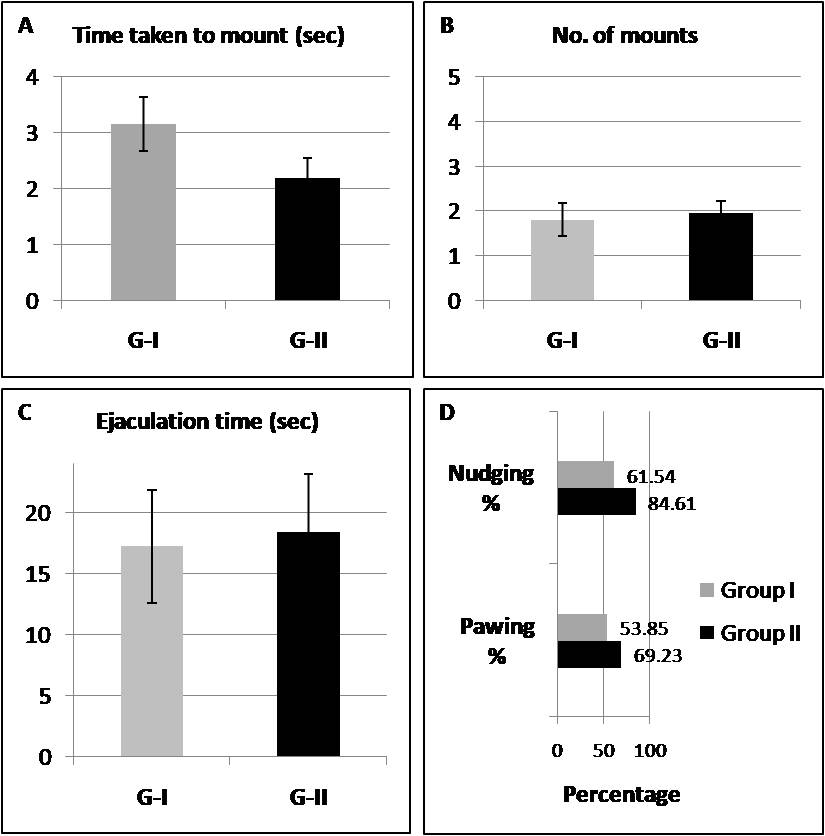 A
Time taken to mount (sec)
4
3
2
1
0
G-I
G-II
B
No. of mounts
5
4
3
2
1
0
G-I
G-II
C
Ejaculation time (sec)
20
15
10
5
0
G-I
G-II
D
Nudging
%
61.54
84.61
Pawing
%
53.85
69.23
Group I
Group II
0 50 100
Percentage